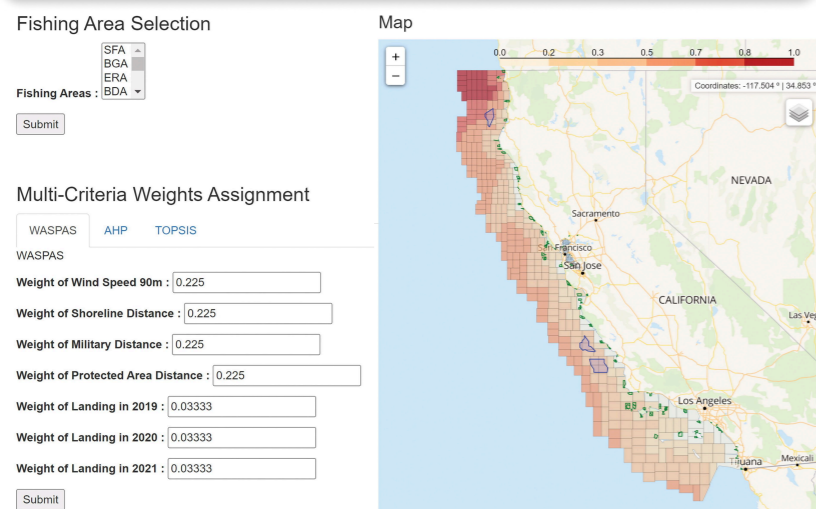 Fishing Area Selection
SFA
BGA
ERA
Fishing Areas : BDA
Submit
Multi-Criteria Weights Assignment
WASPAS AHP TOPSIS
WASPAS
Weight of Wind Speed 90m : 0.225
Weight of Shoreline Distance : 0.225
Weight of Military Distance : 0.225
Weight of Protected Area Distance : 0.225
Weight of Landing in 2019 : 0.03333
Weight of Landing in 2020 : 0.03333
Weight of Landing in 2021 : 0.03333
Submit
Map
+
−
0.0 0.2 0.3 0.5 0.7 0.8 1.0
Coordinates: -117.504 º | 34.853 º
NEVADA
Sacramento
San Francisco
San Jose
CALIFORNIA
Las Veg
Los Angeles
Tijuana
Mexicali